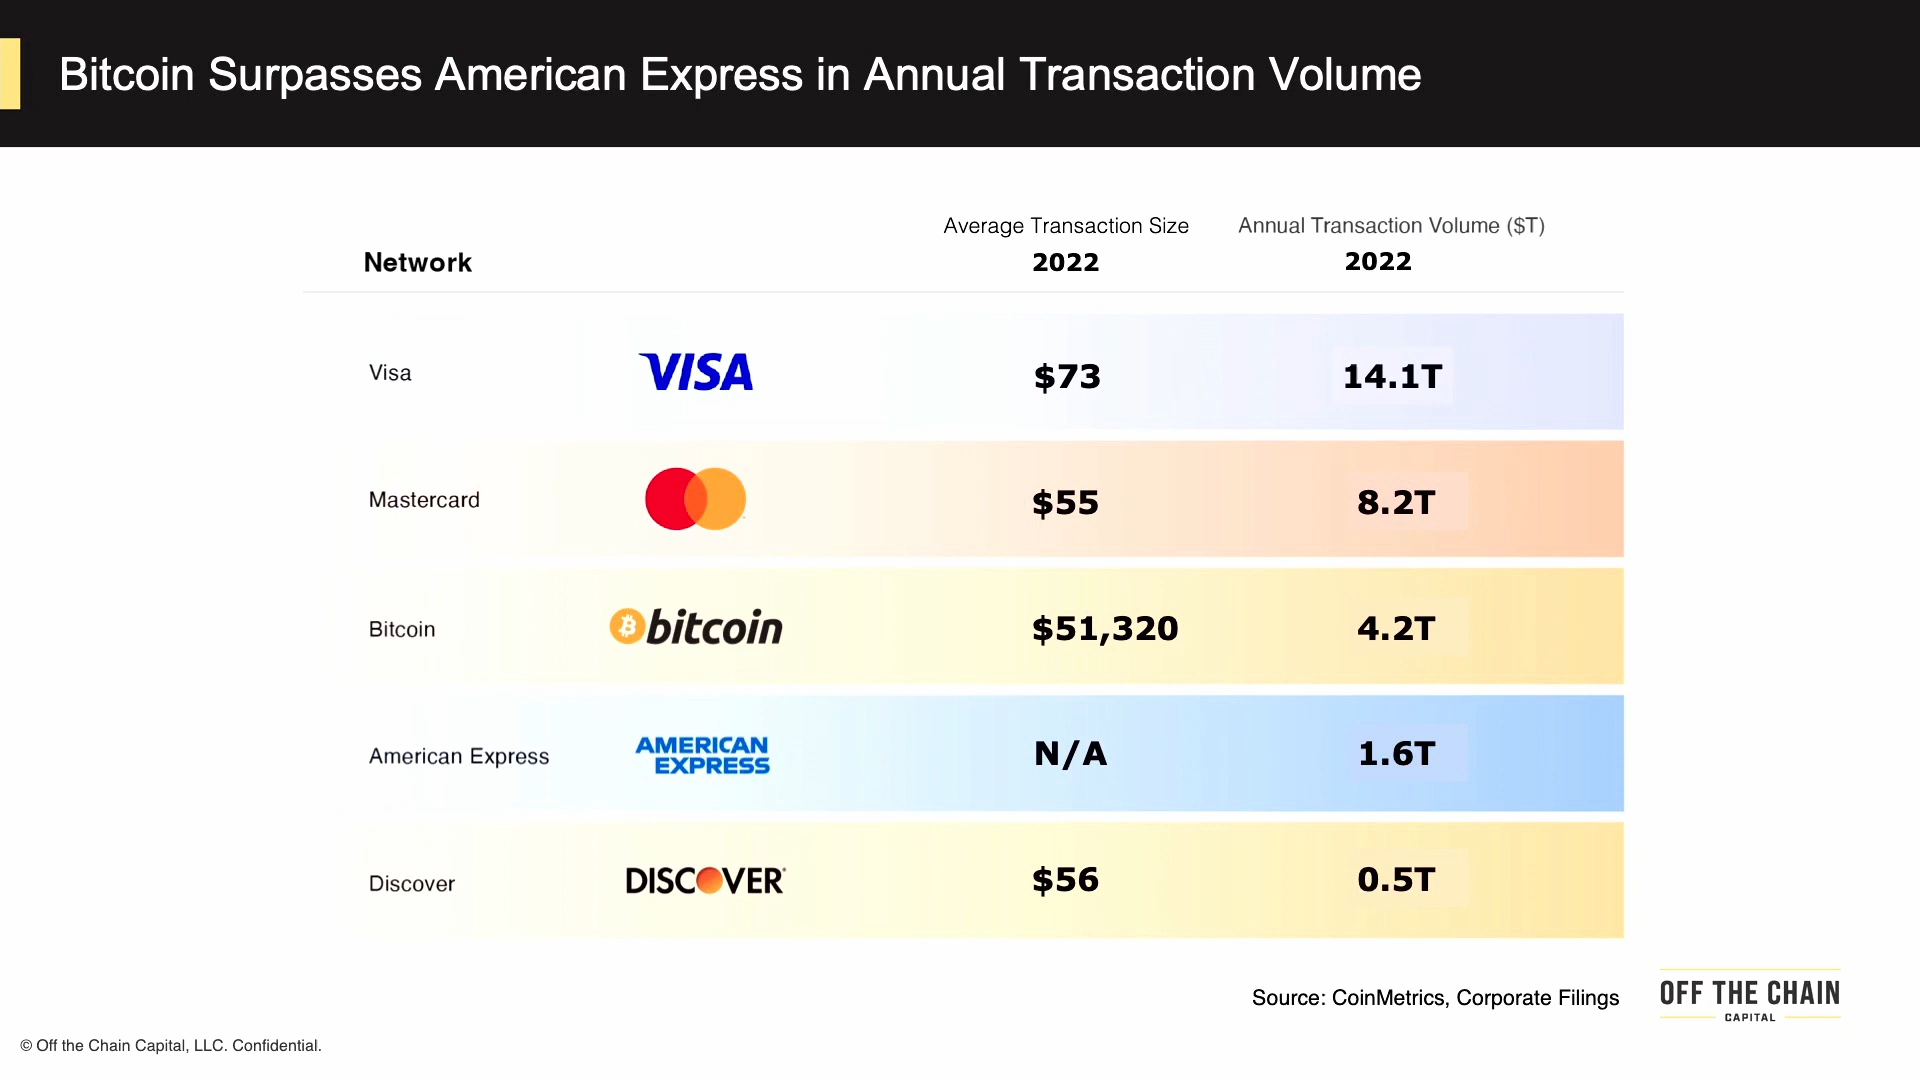 Bitcoin Surpasses American Express in Annual Transaction Volume
Average Transaction Size Annual Transaction Volume ($T)
Network 2022 2022
Visa VISA $73 14.1T
Mastercard $55 8.2T
Bitcoin bitcoin $51,320 4.2T
American Express AMERICAN EXPRESS N/A 1.6T
Discover DISCOVER $56 0.5T
Source: CoinMetrics, Corporate Filings
OFF THE CHAIN
CAPITAL
© Off the Chain Capital, LLC. Confidential.